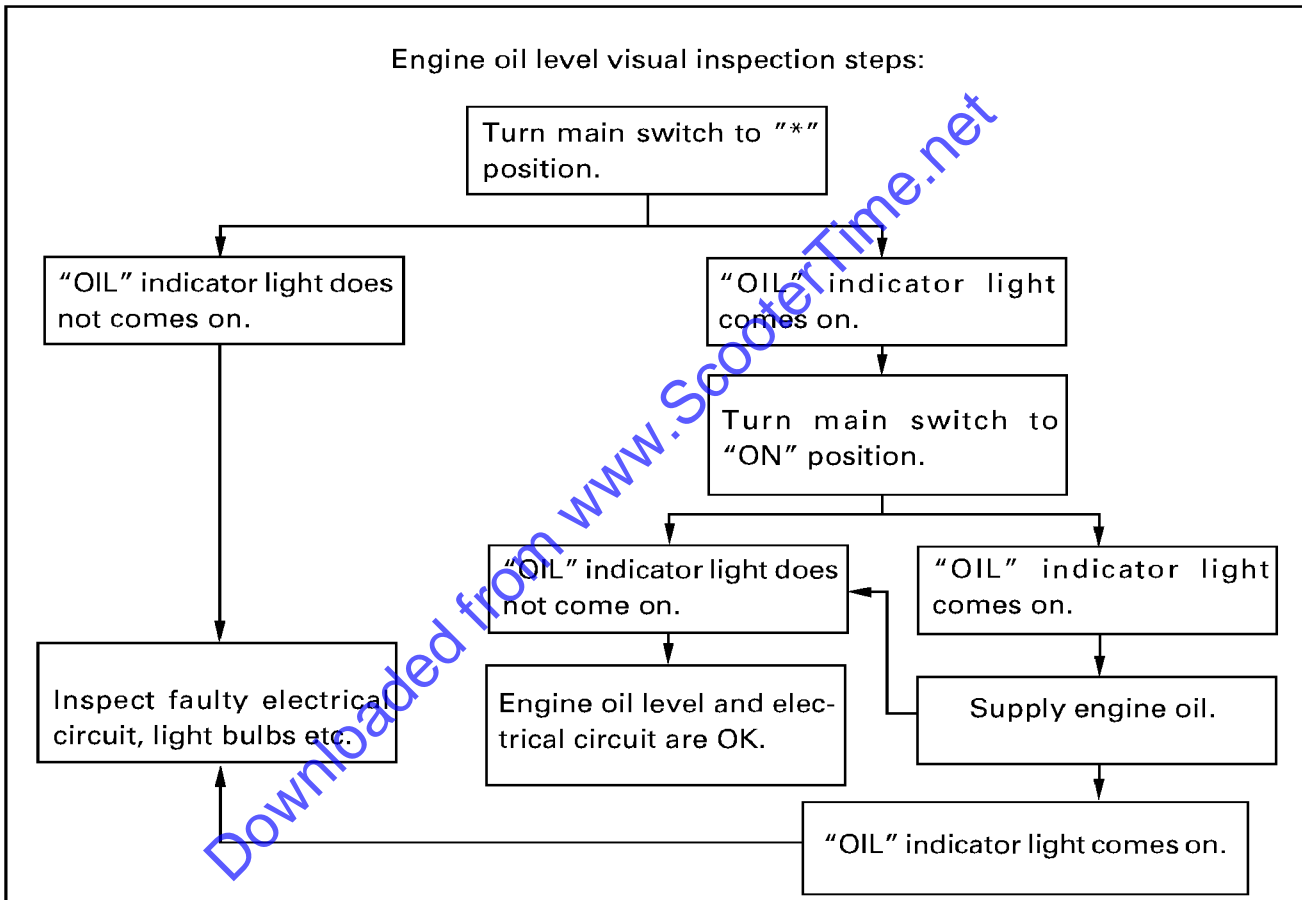 Engine oil level visual inspection steps:
Turn main switch to "*"
position.
"OIL" indicator light does
not comes on.
"OIL" indicator light
comes on.
Turn main switch to
"ON" position.
"OIL" indicator light does
not come on.
"OIL" indicator light
comes on.
Inspect faulty electrical
circuit, light bulbs etc.
Engine oil level and elec-
trical circuit are OK.
Supply engine oil.
"OIL" indicator light comes on.
Downloaded from www.ScooterTime.net